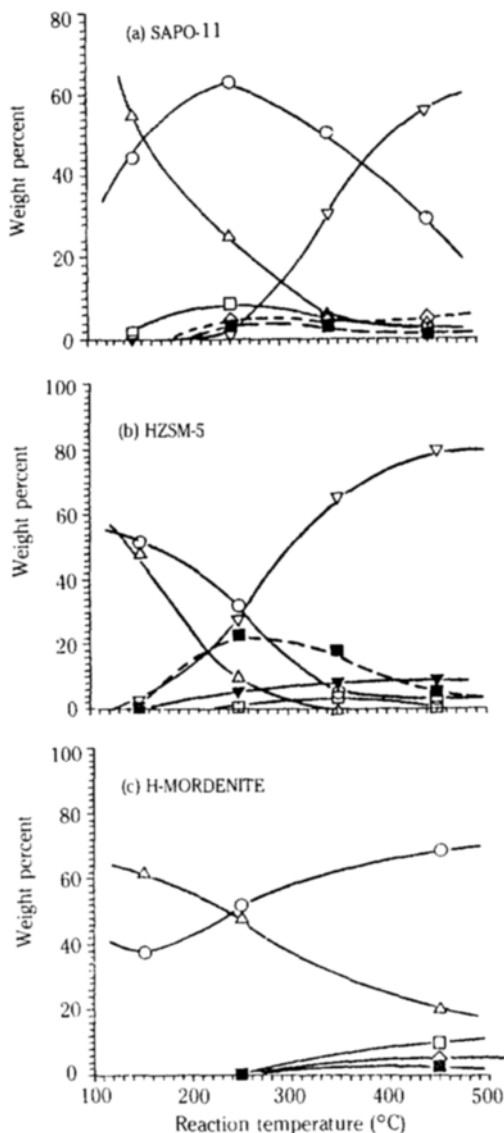 80
(a) SAPO-11
60
40
20
0
Weight percent
100
(b) HZSM-5
80
60
40
20
0
Weight percent
100
(c) H-MORDENITE
80
60
40
20
0
Weight percent
100 200 300 400 500
Reaction temperature (°C)